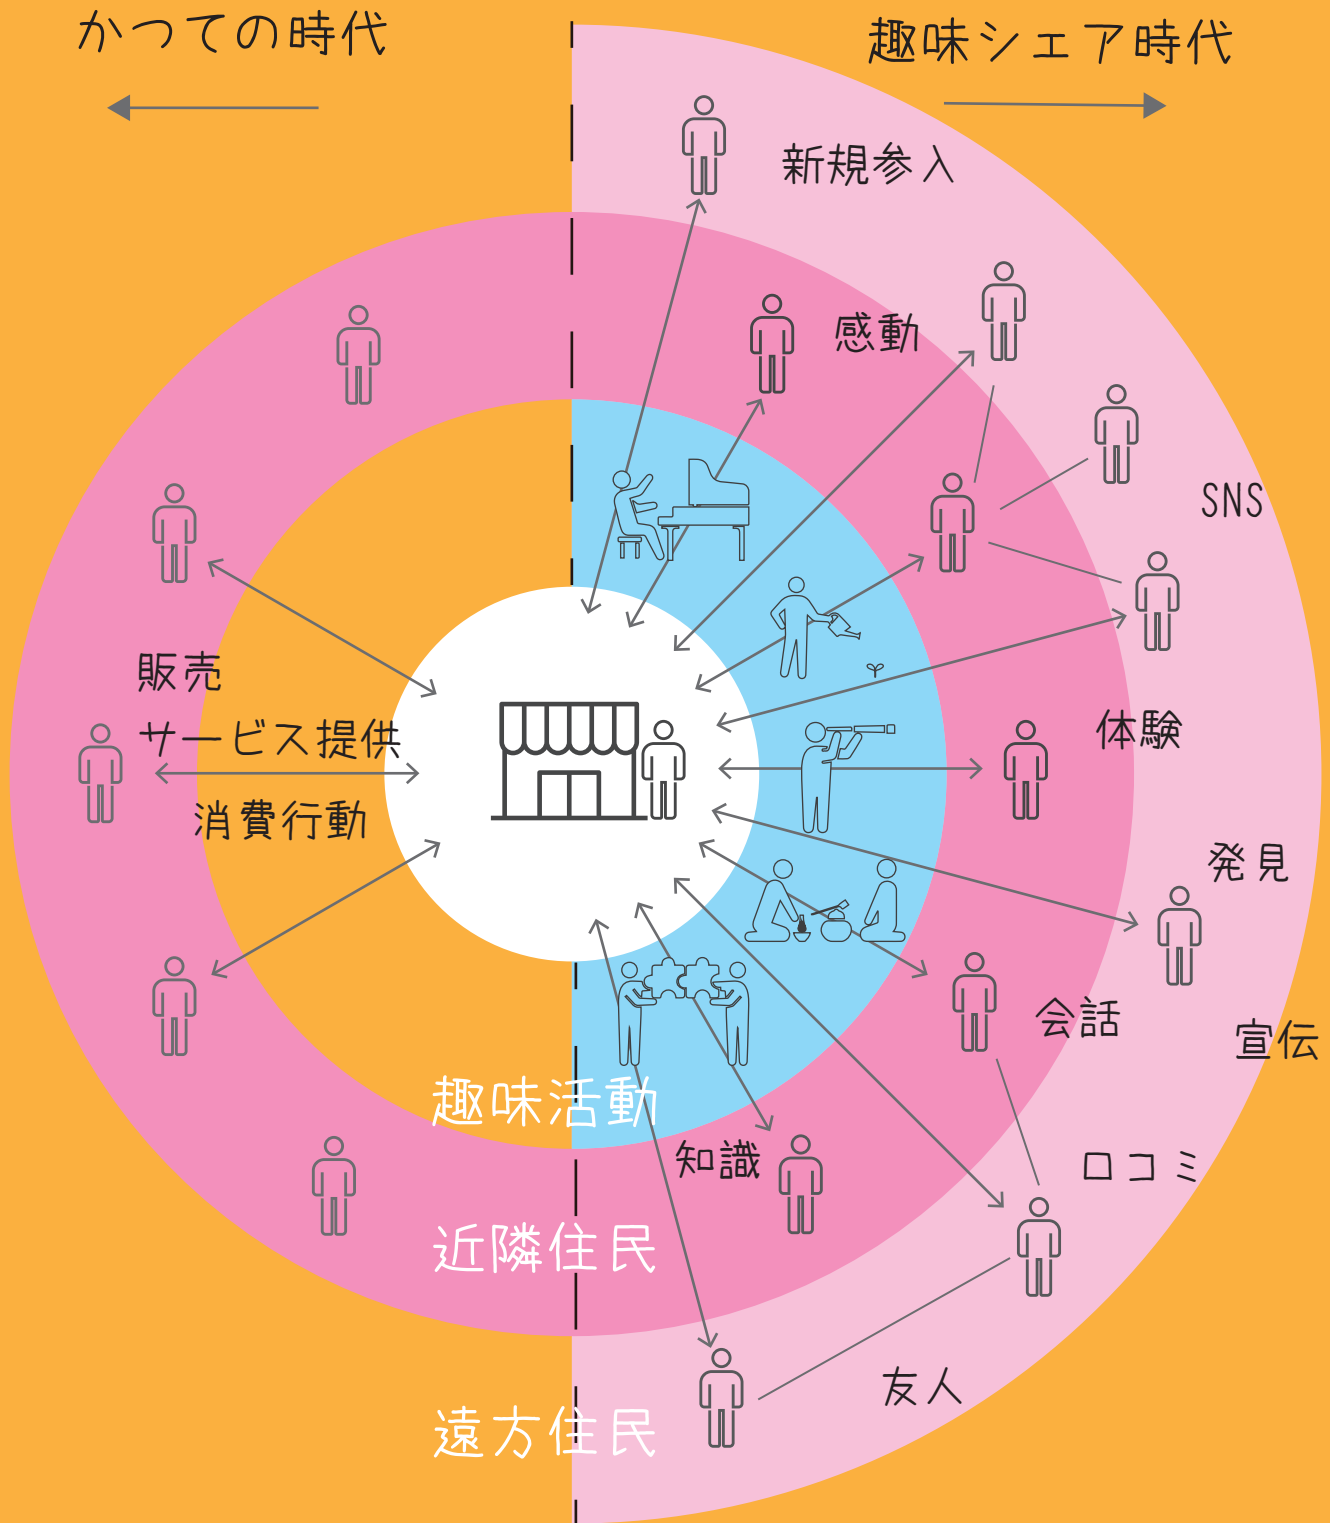 かつての時代
趣味シェア時代
新規参入
感動
SNS
販売
サービス提供
消費行動
体験
発見
会話
宣伝
趣味活動
知識
口コミ
近隣住民
友人
遠方住民